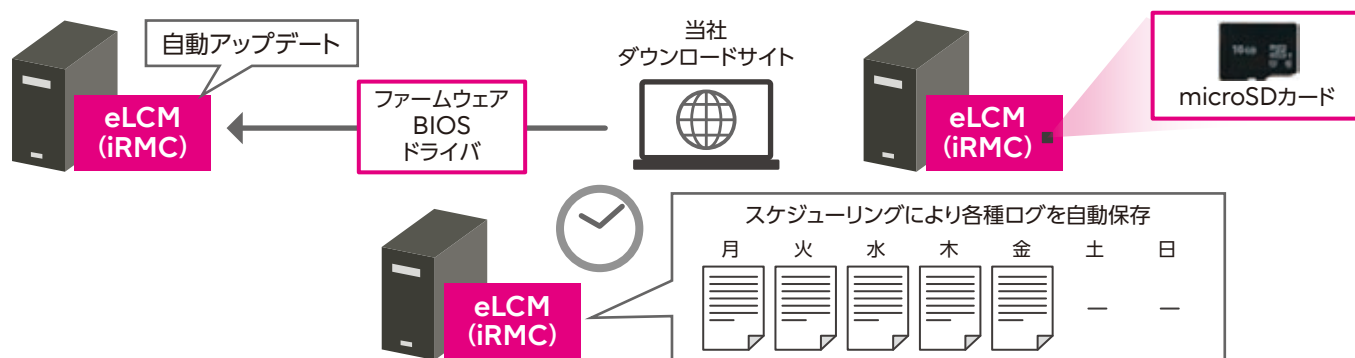 自動アップデート
eLCM
(iRMC)
ファームウェア
BIOS
ドライバ
当社
ダウンロードサイト
eLCM
(iRMC)
16GB
microSDカード
eLCM
(iRMC)
スケジューリングにより各種ログを自動保存
月 火 水 木 金 土 日
― ―